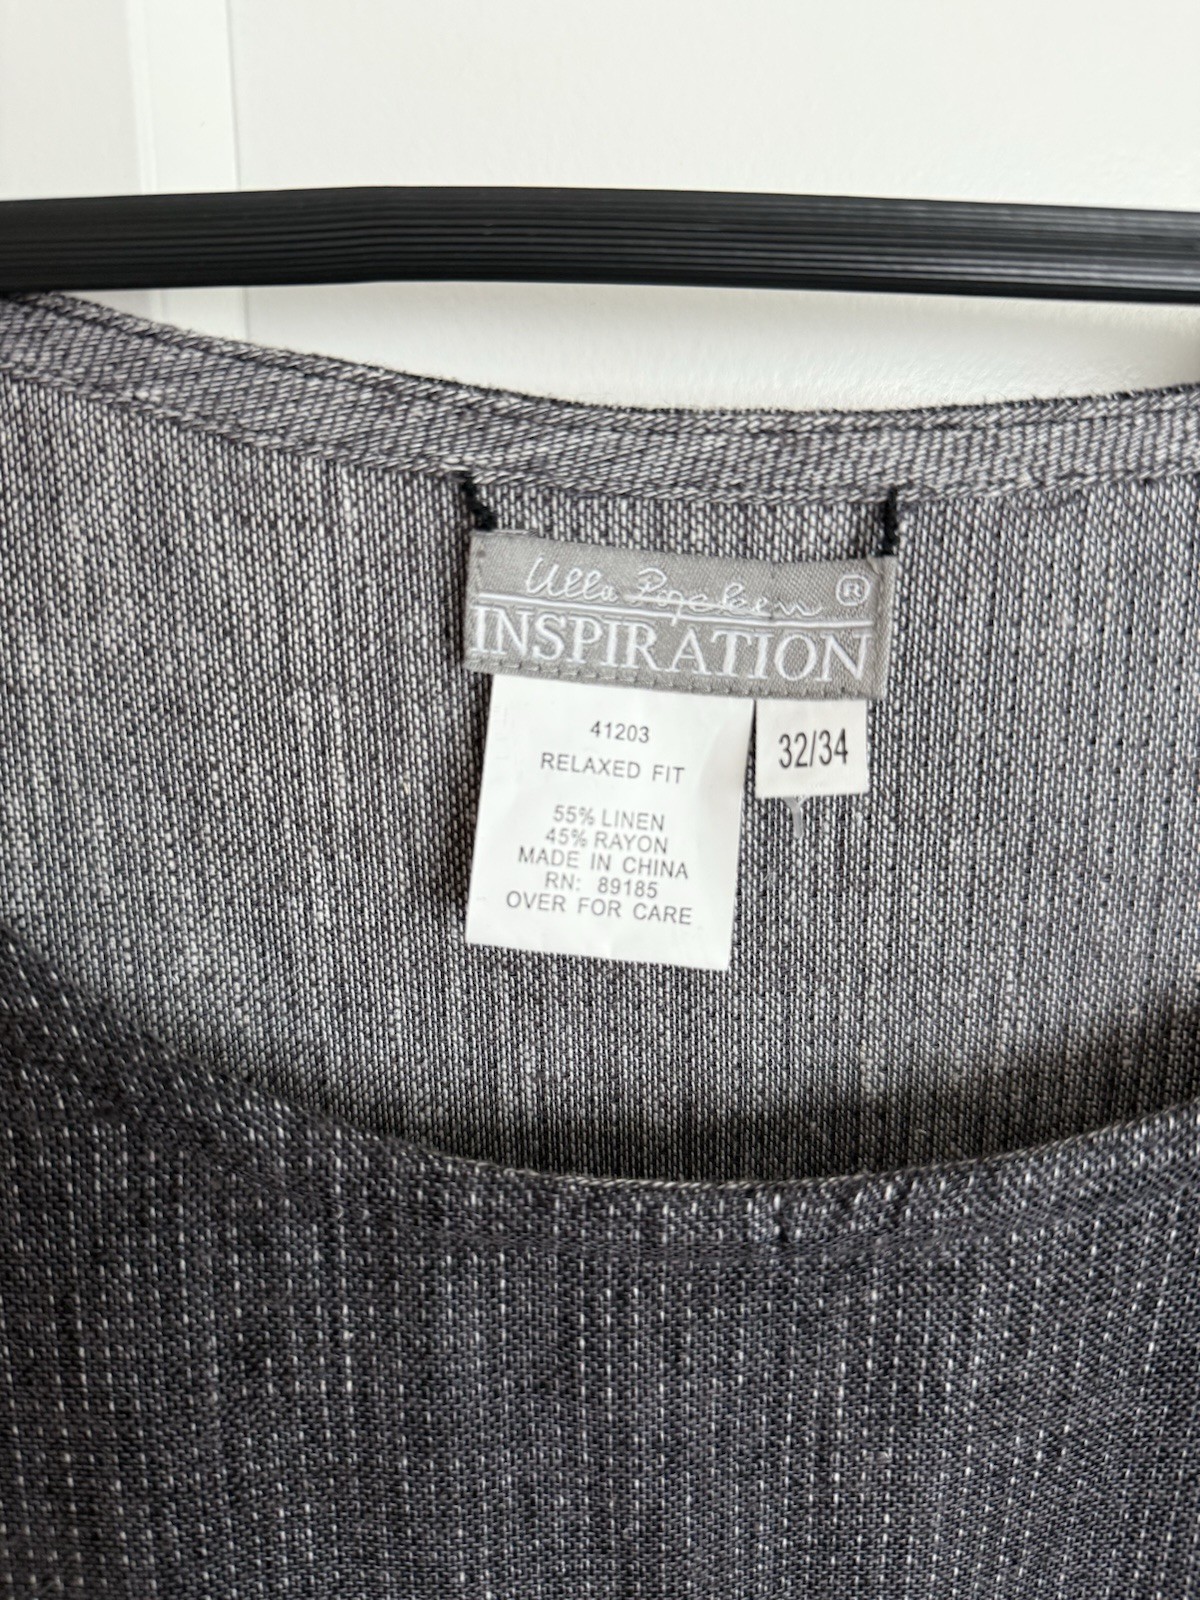 Ulla Popken ®
INSPIRATION
41203
RELAXED FIT
55% LINEN
45% RAYON
MADE IN CHINA
RN: 89185
OVER FOR CARE
32/34